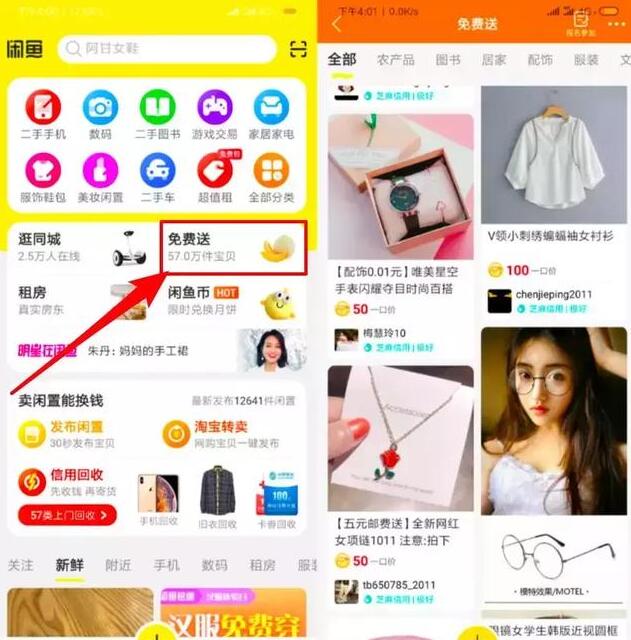 下午4:01 | 0.0K/s
4G
闲鱼
阿甘女鞋
二手手机
数码
二手图书
游戏交易
家居家电
免费转
服饰鞋包
美妆闲置
二手车
超值租
全部分类
逛同城
2.5万人在线
免费送
57.0万件宝贝
租房
真实房东
闲鱼币 HOT
限时兑换月饼
明星在闲鱼
朱丹：妈妈的手工裙
卖闲置能换钱
最新发布12641件闲置
发布闲置
30秒发布宝贝
淘宝转卖
网购宝贝一键发布
信用回收
先收钱 再寄货
57类上门回收 >
手机回收
旧衣回收
卡券回收
100
关注
新鲜
附近
手机
数码
租房
服装
汉服免费穿
免费送
报名参加
全部
农产品
图书
居家
配饰
服装
文
芝麻信用 | 极好
【配饰0.01元】唯美星空
手表闪耀夺目时尚百搭
50 一口价
梅慧玲10
芝麻信用 | 极好
Accessories
【五元邮费送】全新网红
女项链1011 注意:拍下
50 一口价
tb650785_2011
芝麻信用 | 极好
V领小刺绣蝙蝠袖女衬衫
100 一口价
chenjieping2011
芝麻信用 | 极好
·模特效果/MOTEL·
眼镜女学生韩版近视圆框